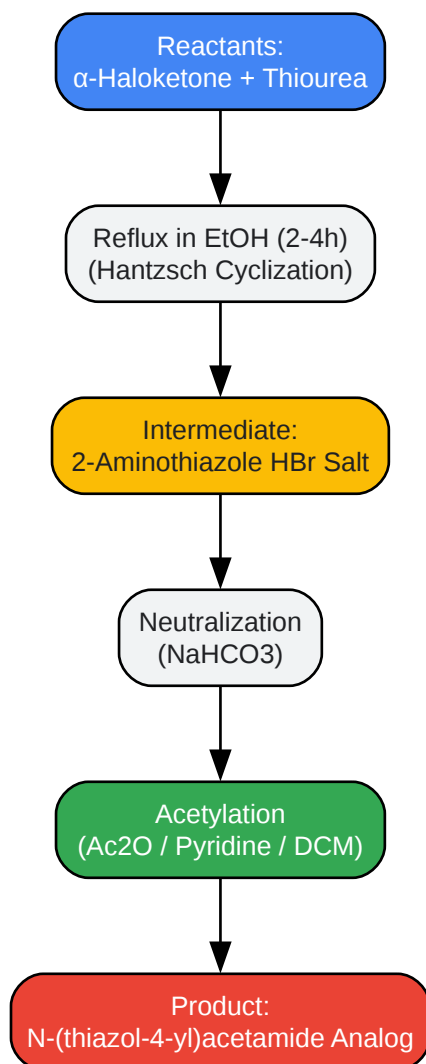 Reactants:
α-Haloketone + Thiourea
Reflux in EtOH (2-4h)
(Hantzsch Cyclization)
Intermediate:
2-Aminothiazole HBr Salt
Neutralization
(NaHCO3)
Acetylation
(Ac2O / Pyridine / DCM)
Product:
N-(thiazol-4-yl)acetamide Analog